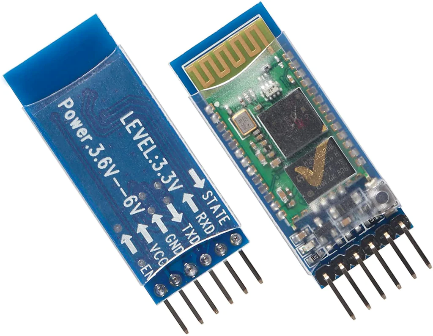 Power.3.6V---6V
LEVEL:3.3V
STATE
RXD
TXD
GND
VCC
EN